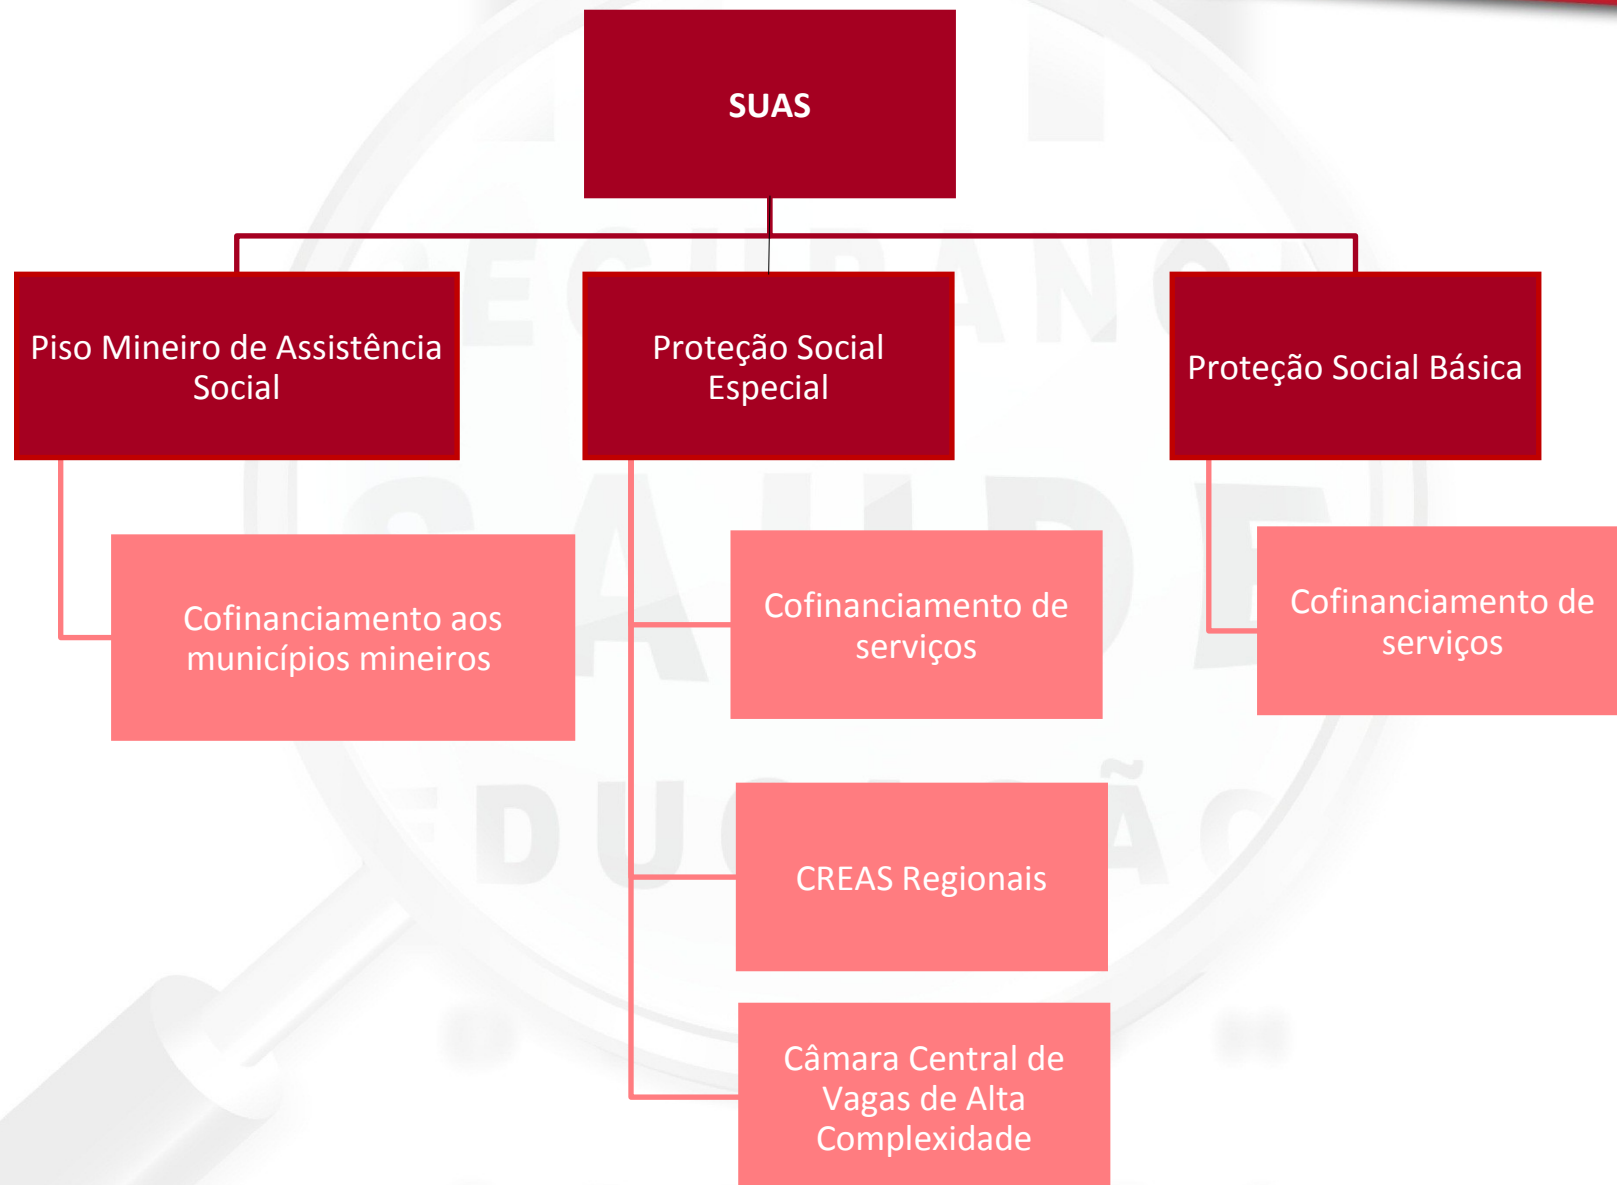 SUAS
Piso Mineiro de Assistência
Social
Proteção Social
Especial
Proteção Social Básica
Cofinanciamento aos
municípios mineiros
Cofinanciamento de
serviços
Cofinanciamento de
serviços
CREAS Regionais
Câmara Central de
Vagas de Alta
Complexidade
SAUDE